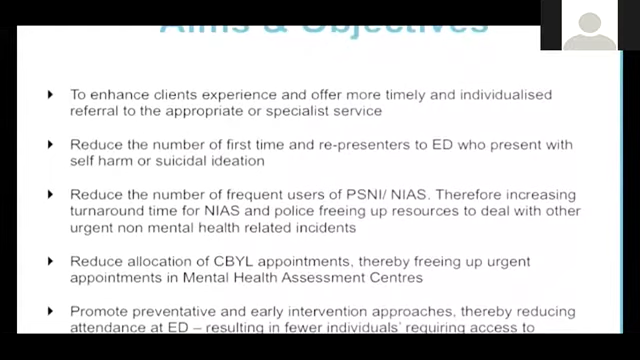 Aims & Objectives
To enhance clients experience and offer more timely and individualised
referral to the appropriate or specialist service
Reduce the number of first time and re-presenters to ED who present with
self harm or suicidal ideation
Reduce the number of frequent users of PSNI/ NIAS. Therefore increasing
turnaround time for NIAS and police freeing up resources to deal with other
urgent non mental health related incidents
Reduce allocation of CBYL appointments, thereby freeing up urgent
appointments in Mental Health Assessment Centres
Promote preventative and early intervention approaches, thereby reducing
attendance at ED – resulting in fewer individuals' requiring access to